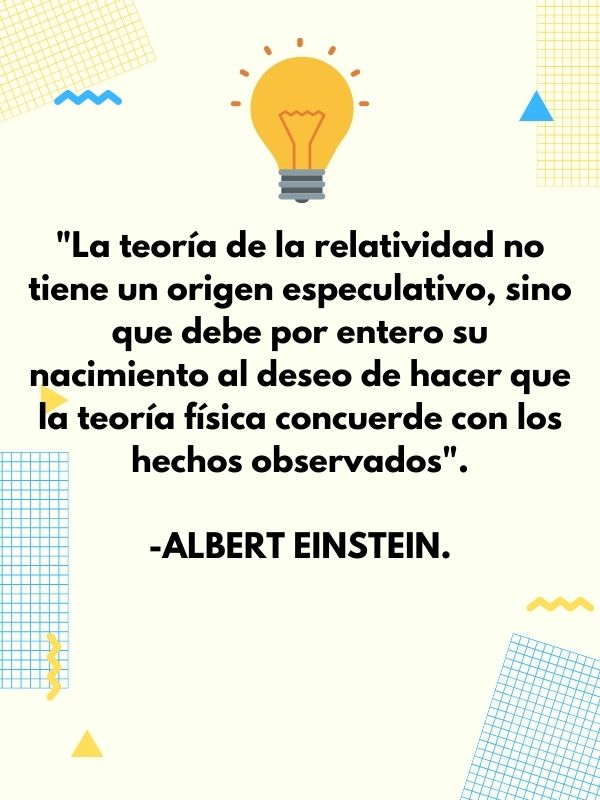 "La teoría de la relatividad no
tiene un origen especulativo, sino
que debe por entero su
nacimiento al deseo de hacer que
la teoría física concuerde con los
hechos observados".
-ALBERT EINSTEIN.